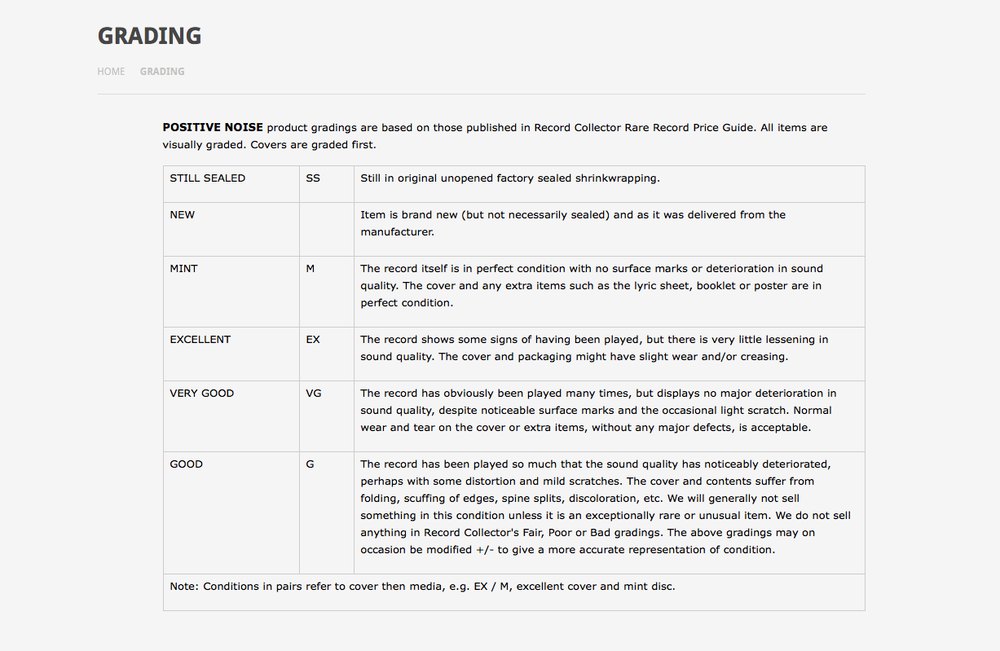 GRADING
HOME GRADING
POSITIVE NOISE product gradings are based on those published in Record Collector Rare Record Price Guide. All items are
visually graded. Covers are graded first.
STILL SEALED SS Still in original unopened factory sealed shrinkwrapping.
NEW Item is brand new (but not necessarily sealed) and as it was delivered from the
manufacturer.
MINT M The record itself is in perfect condition with no surface marks or deterioration in sound
quality. The cover and any extra items such as the lyric sheet, booklet or poster are in
perfect condition.
EXCELLENT EX The record shows some signs of having been played, but there is very little lessening in
sound quality. The cover and packaging might have slight wear and/or creasing.
VERY GOOD VG The record has obviously been played many times, but displays no major deterioration in
sound quality, despite noticeable surface marks and the occasional light scratch. Normal
wear and tear on the cover or extra items, without any major defects, is acceptable.
GOOD G The record has been played so much that the sound quality has noticeably deteriorated,
perhaps with some distortion and mild scratches. The cover and contents suffer from
folding, scuffing of edges, spine splits, discoloration, etc. We will generally not sell
something in this condition unless it is an exceptionally rare or unusual item. We do not sell
anything in Record Collector's Fair, Poor or Bad gradings. The above gradings may on
occasion be modified +/- to give a more accurate representation of condition.
Note: Conditions in pairs refer to cover then media, e.g. EX / M, excellent cover and mint disc.